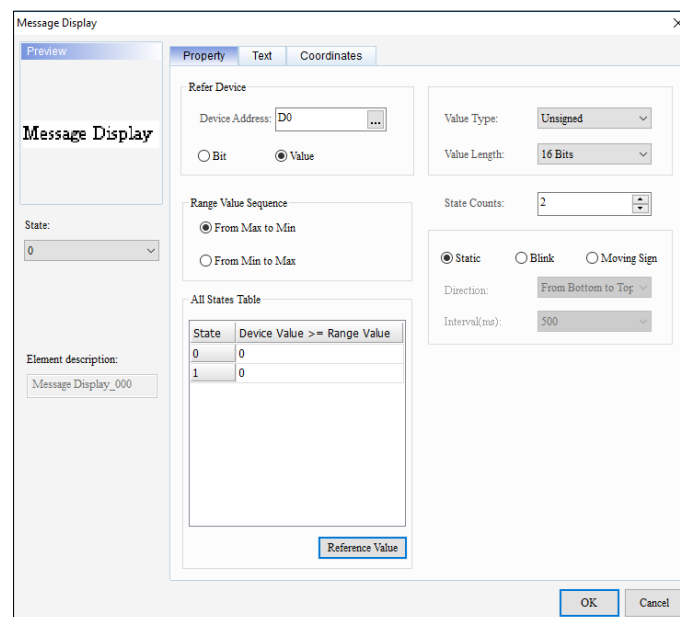 Message Display
Preview
Message Display
State:
0
Element description:
Message Display_000
Property Text Coordinates
Refer Device
Device Address: D0 ...
Bit Value
Range Value Sequence
From Max to Min
From Min to Max
All States Table
State Device Value >= Range Value
0 0
1 0
Reference Value
Value Type: Unsigned
Value Length: 16 Bits
State Counts: 2
Static Blink Moving Sign
Direction: From Bottom to Top
Interval(ms): 500
OK Cancel